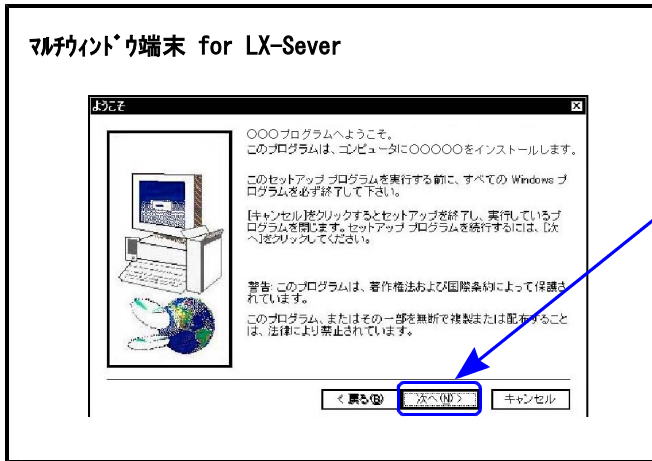 ﾏﾙﾁｳｨﾝﾄﾞｳ端末 for LX-Sever
ようこそ
○○○プログラムへようこそ。
このプログラムは、コンピュータに○○○○○をインストールします。
このセットアップ プログラムを実行する前に、すべての Windows プ
ログラムを必ず終了して下さい。
[キャンセル]をクリックするとセットアップを終了し、実行しているプ
ログラムを閉じます。セットアップ プログラムを続行するには、[次
へ]をクリックしてください。
警告: このプログラムは、著作権法および国際条約によって保護さ
れています。
このプログラム、またはその一部を無断で複製または配布すること
は、法律により禁止されています。
< 戻る(B) 次へ(N) > キャンセル